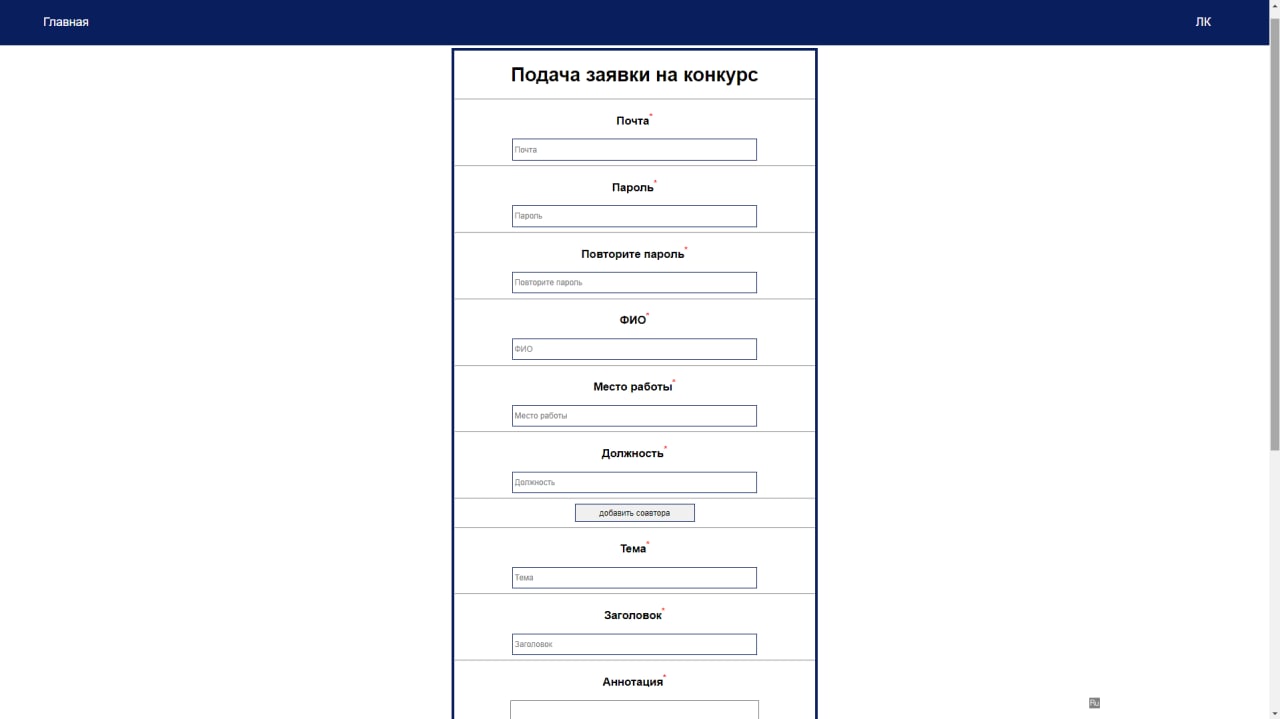 Главная
ЛК
Подача заявки на конкурс
Почта*
Почта
Пароль*
Пароль
Повторите пароль*
Повторите пароль
ФИО*
ФИО
Место работы*
Место работы
Должность*
Должность
добавить соавтора
Тема*
Тема
Заголовок*
Заголовок
Аннотация*
Ru